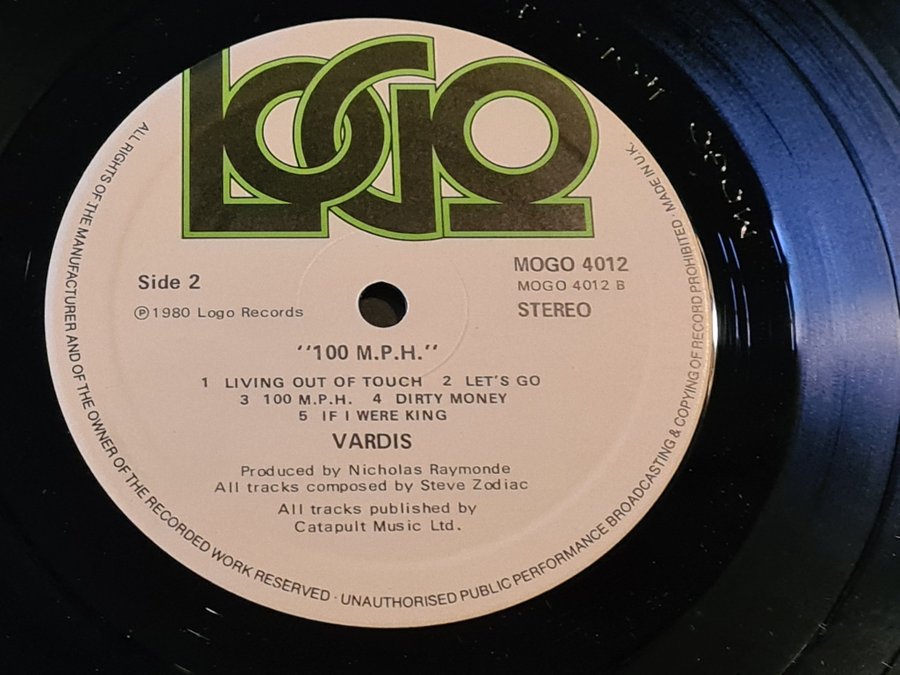 LOGO
Side 2
℗ 1980 Logo Records
MOGO 4012
MOGO 4012 B
STEREO
"100 M.P.H."
1 LIVING OUT OF TOUCH 2 LET'S GO
3 100 M.P.H. 4 DIRTY MONEY
5 IF I WERE KING
VARDIS
Produced by Nicholas Raymonde
All tracks composed by Steve Zodiac
All tracks published by
Catapult Music Ltd.
ALL RIGHTS OF THE MANUFACTURER AND OF THE OWNER OF THE RECORDED WORK RESERVED · UNAUTHORISED PUBLIC PERFORMANCE BROADCASTING & COPYING OF RECORD PROHIBITED · MADE IN U.K.